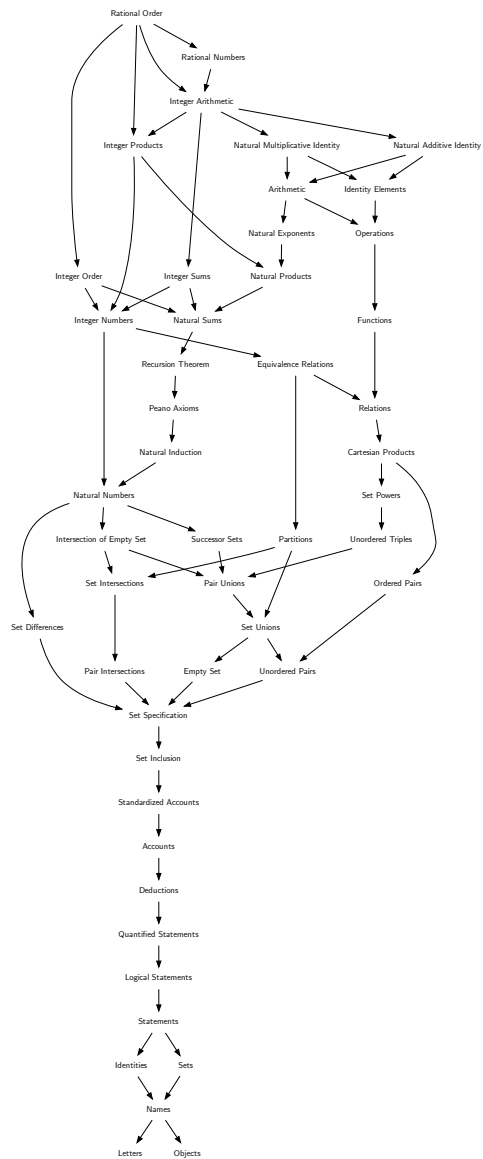 Rational Order
Rational Numbers
Integer Arithmetic
Integer Products
Natural Multiplicative Identity
Natural Additive Identity
Arithmetic
Identity Elements
Natural Exponents
Operations
Integer Order
Integer Sums
Natural Products
Integer Numbers
Natural Sums
Functions
Recursion Theorem
Equivalence Relations
Peano Axioms
Relations
Natural Induction
Cartesian Products
Natural Numbers
Set Powers
Intersection of Empty Set
Successor Sets
Partitions
Unordered Triples
Set Intersections
Pair Unions
Ordered Pairs
Set Differences
Set Unions
Pair Intersections
Empty Set
Unordered Pairs
Set Specification
Set Inclusion
Standardized Accounts
Accounts
Deductions
Quantified Statements
Logical Statements
Statements
Identities
Sets
Names
Letters
Objects